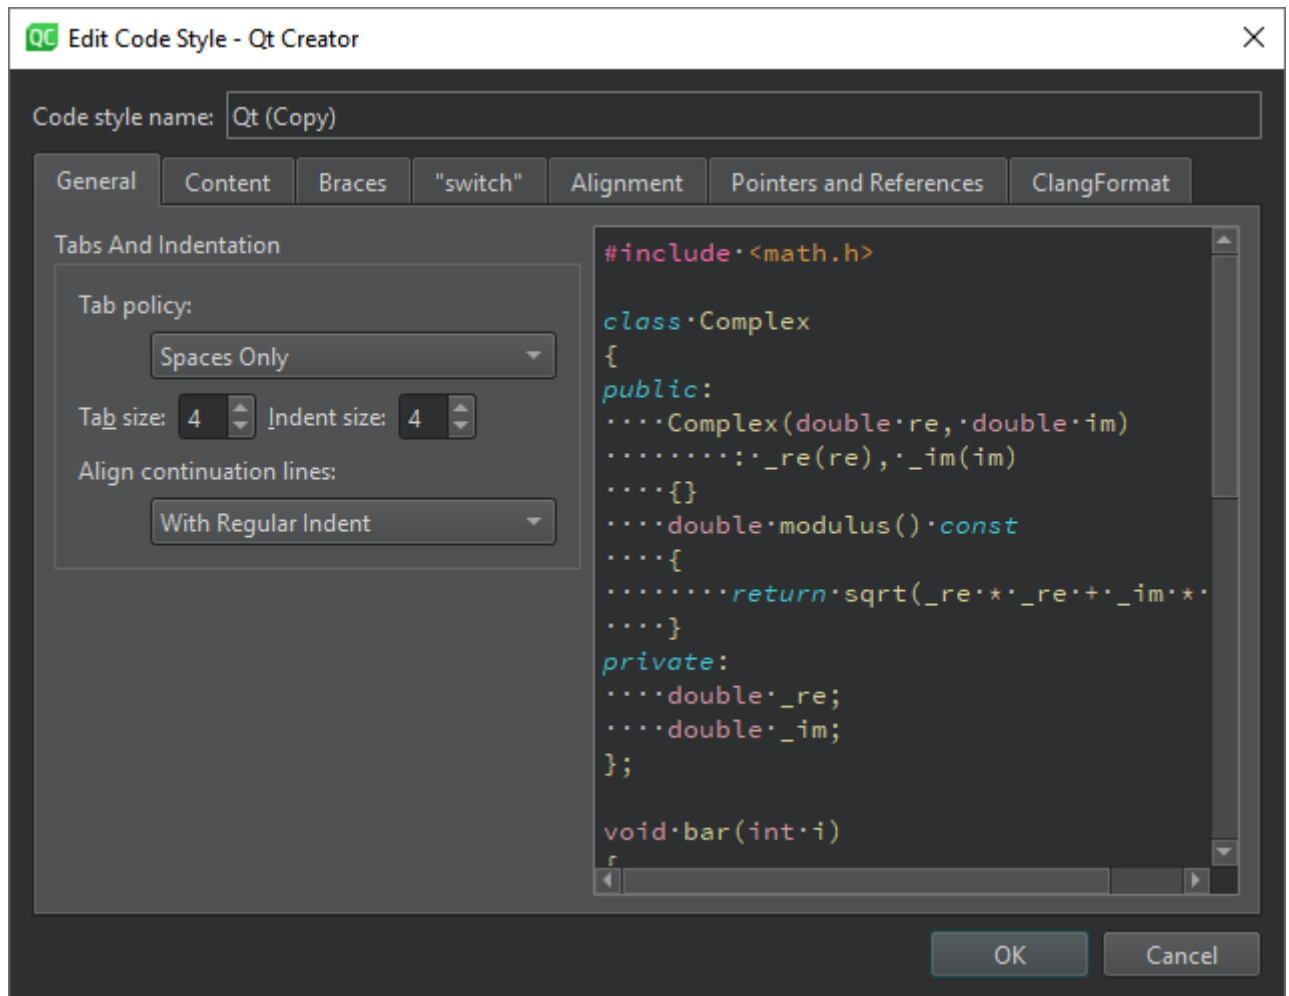 QC Edit Code Style - Qt Creator
Code style name: Qt (Copy)
General Content Braces "switch" Alignment Pointers and References ClangFormat
Tabs And Indentation
Tab policy:
Spaces Only
Tab size: 4 Indent size: 4
Align continuation lines:
With Regular Indent
#include·<math.h>
class·Complex
{
public:
····Complex(double·re,·double·im)
········:·_re(re),·_im(im)
····{}
····double·modulus()·const
····{
········return·sqrt(_re·*·_re·+·_im·*·
····}
private:
····double·_re;
····double·_im;
};
void·bar(int·i)
{
OK Cancel